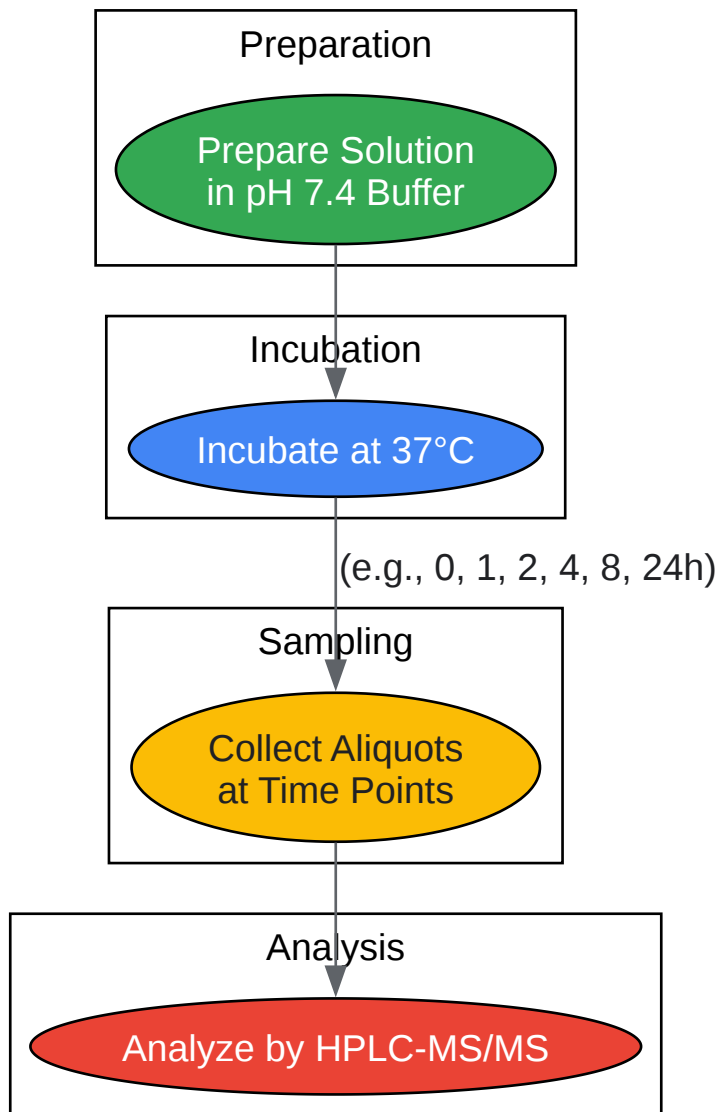 Preparation
Prepare Solution
in pH 7.4 Buffer
Incubation
Incubate at 37°C
(e.g., 0, 1, 2, 4, 8, 24h)
Sampling
Collect Aliquots
at Time Points
Analysis
Analyze by HPLC-MS/MS